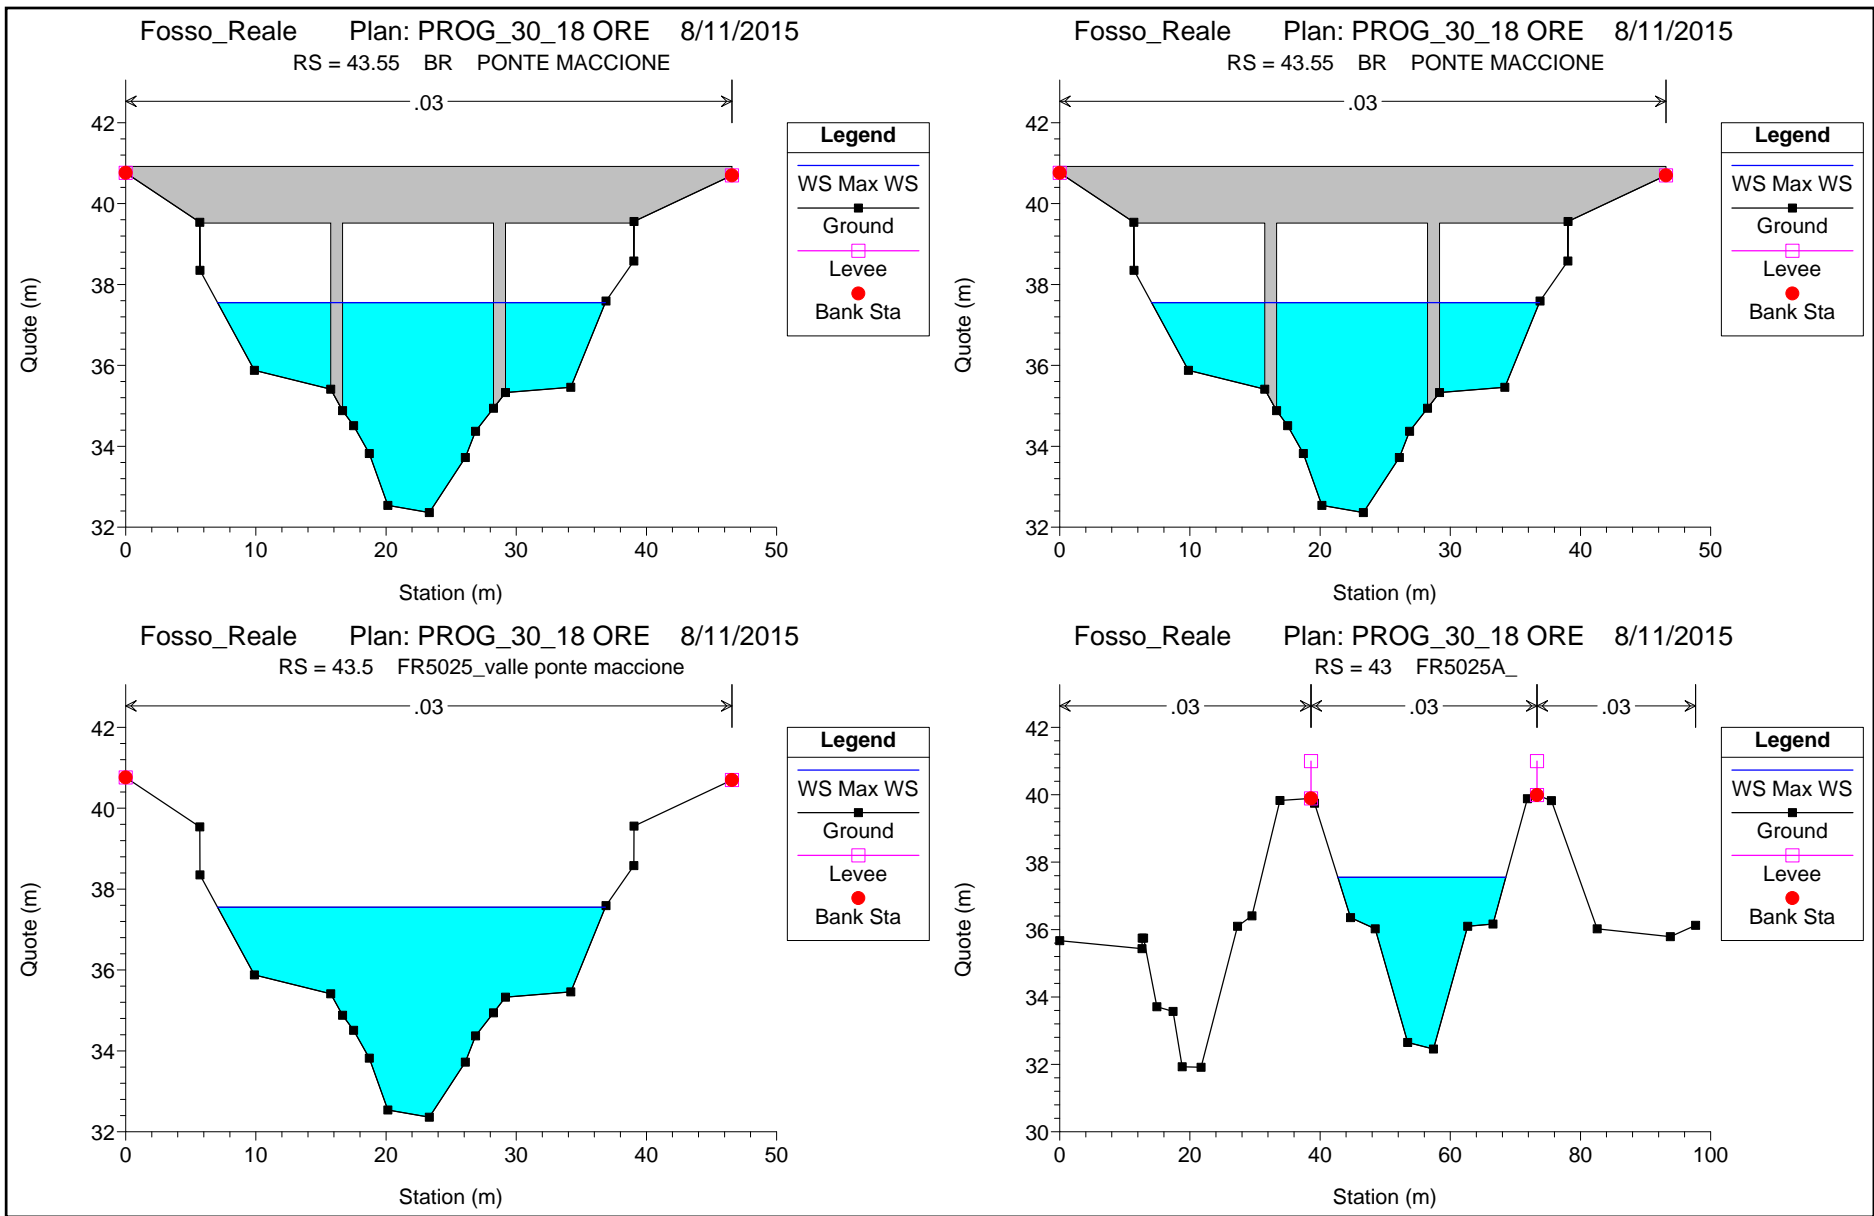 Fosso_Reale Plan: PROG_30_18 ORE 8/11/2015
RS = 43.55 BR PONTE MACCIONE
.03
42
40
38
36
34
32
0 10 20 30 40 50
Quote (m)
Station (m)
Legend
WS Max WS
Ground
Levee
Bank Sta
Fosso_Reale Plan: PROG_30_18 ORE 8/11/2015
RS = 43.55 BR PONTE MACCIONE
.03
42
40
38
36
34
32
0 10 20 30 40 50
Quote (m)
Station (m)
Legend
WS Max WS
Ground
Levee
Bank Sta
Fosso_Reale Plan: PROG_30_18 ORE 8/11/2015
RS = 43.5 FR5025_valle ponte maccione
.03
42
40
38
36
34
32
0 10 20 30 40 50
Quote (m)
Station (m)
Legend
WS Max WS
Ground
Levee
Bank Sta
Fosso_Reale Plan: PROG_30_18 ORE 8/11/2015
RS = 43 FR5025A_
.03 .03 .03
42
40
38
36
34
32
30
0 20 40 60 80 100
Quote (m)
Station (m)
Legend
WS Max WS
Ground
Levee
Bank Sta